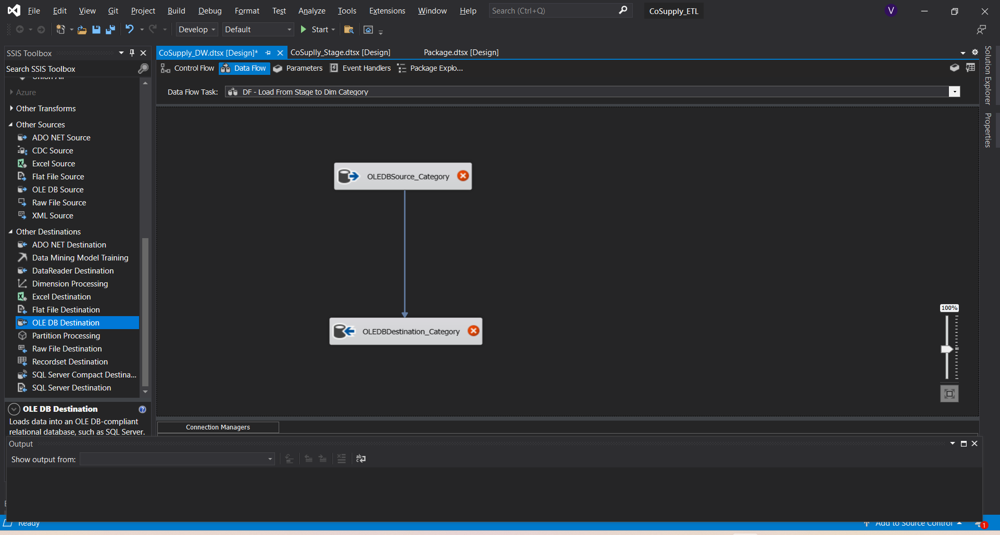 File Edit View Git Project Build Debug Format Test Analyze Tools Extensions Window Help Search (Ctrl+Q) CoSupply_ETL V
Develop Default Start
SSIS Toolbox
CoSupply_DW.dtsx [Design]* CoSuplly_Stage.dtsx [Design] Package.dtsx [Design]
Search SSIS Toolbox
Control Flow Data Flow Parameters Event Handlers Package Explo...
Union All
Azure
Data Flow Task: DF - Load From Stage to Dim Category
Other Transforms
Other Sources
ADO NET Source
CDC Source
Excel Source
Flat File Source
OLE DB Source
Raw File Source
XML Source
Other Destinations
ADO NET Destination
Data Mining Model Training
DataReader Destination
Dimension Processing
Excel Destination
Flat File Destination
OLE DB Destination
Partition Processing
Raw File Destination
Recordset Destination
SQL Server Compact Destina...
SQL Server Destination
OLEDBSource_Category
OLEDBDestination_Category
100%
Solution Explorer
Properties
OLE DB Destination
Loads data into an OLE DB-compliant
relational database, such as SQL Server.
Connection Managers
Output
Show output from:
Ready
Add to Source Control
1